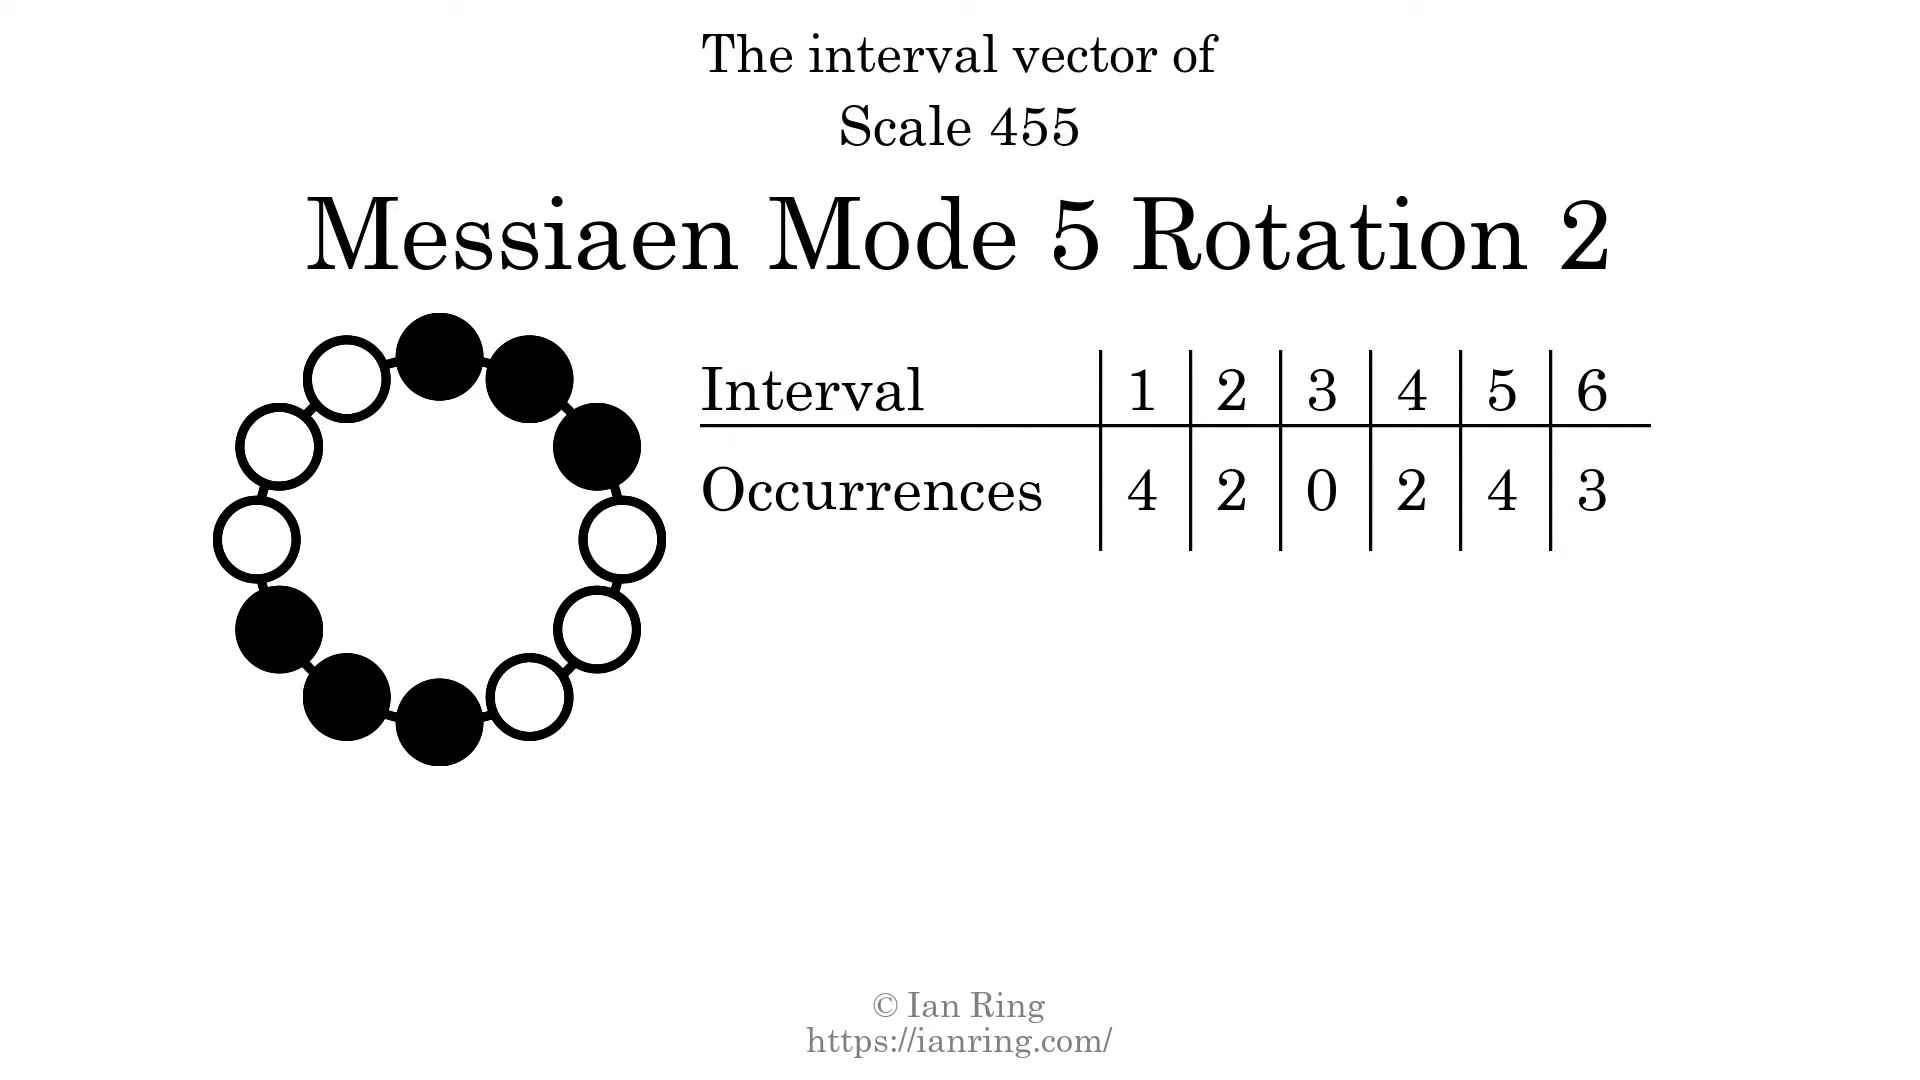 The interval vector of
Scale 455
Messiaen Mode 5 Rotation 2
Interval 1 2 3 4 5 6
Occurrences 4 2 0 2 4 3
© Ian Ring
https://ianring.com/